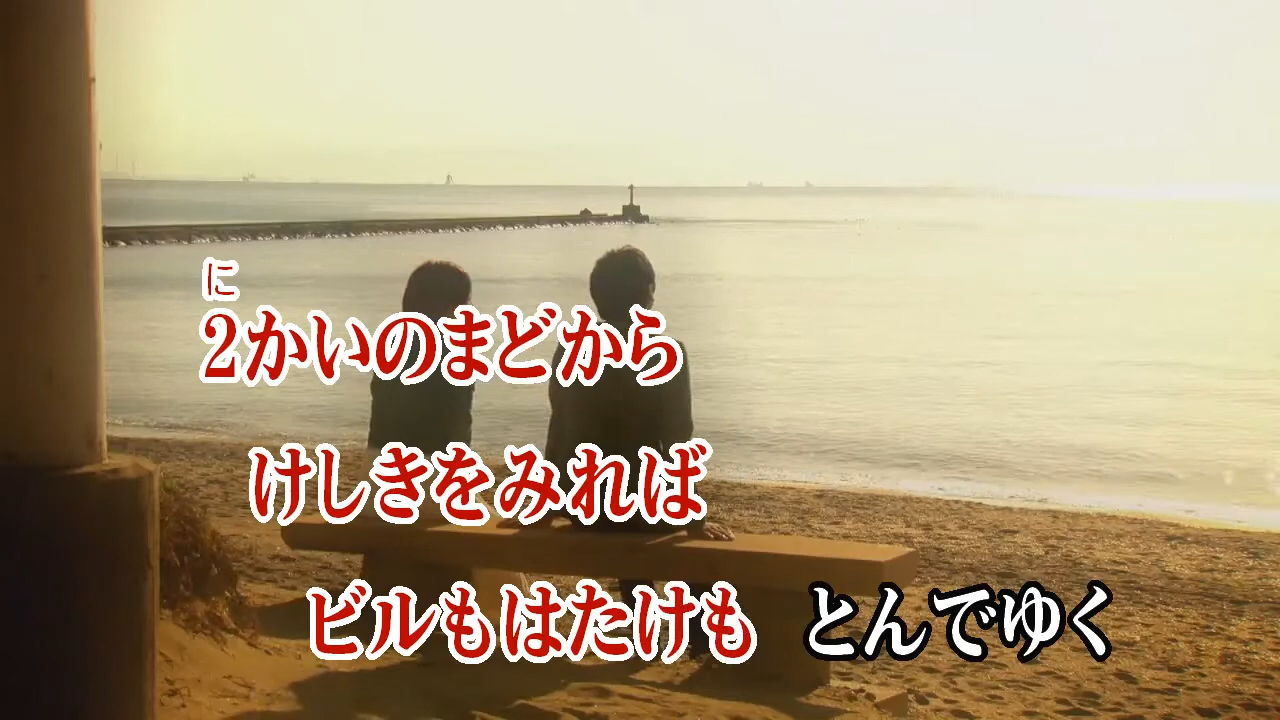 に
2かいのまどから
けしきをみれば
ビルもはたけも とんでゆく